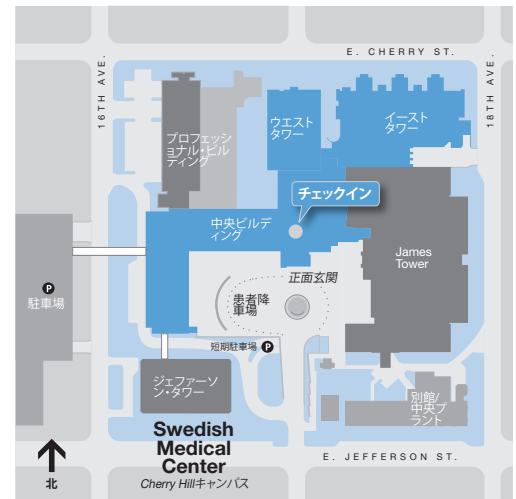 E. CHERRY ST.
16TH AVE.
18TH AVE.
プロフェッシ
ョナル・ビル
ディング
ウエスト
タワー
イースト
タワー
チェックイン
中央ビルデ
ィング
James
Tower
正面玄関
患者降
車場
P
駐車場
短期駐車場 P
ジェファーソ
ン・タワー
別館/
中央プ
ラント
Swedish
Medical
Center
Cherry Hillキャンパス
E. JEFFERSON ST.
北